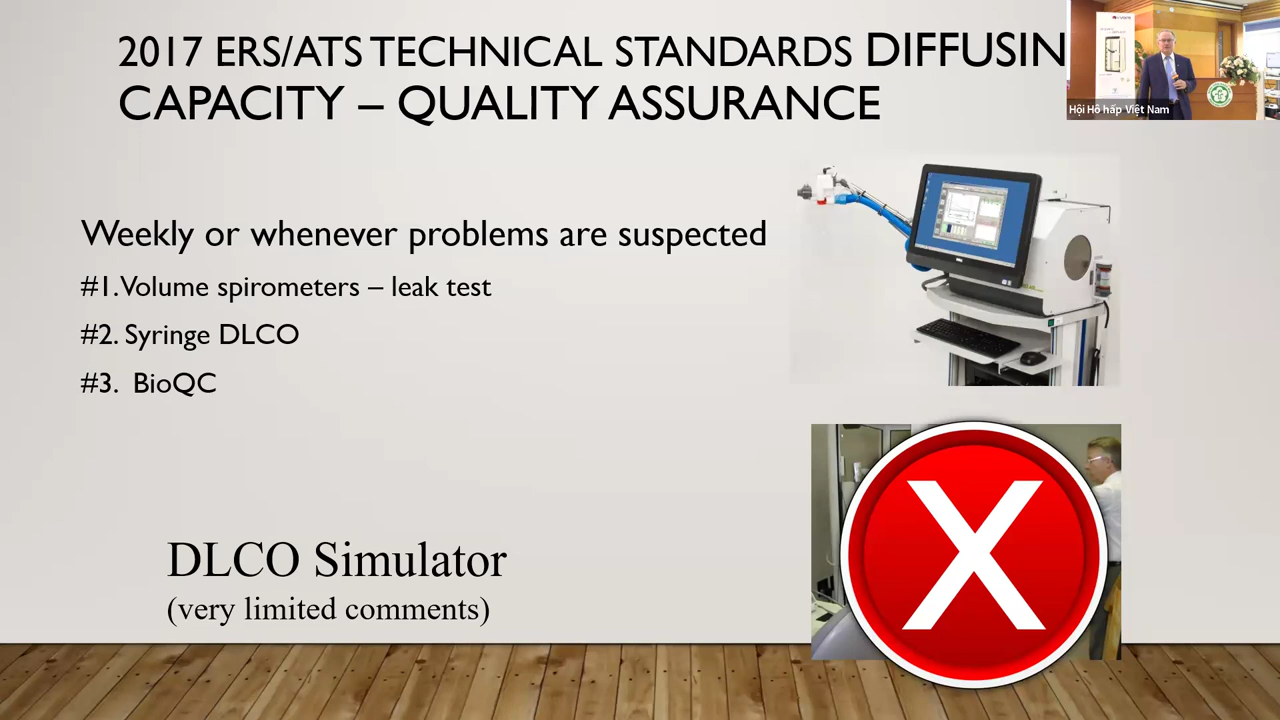 2017 ERS/ATS TECHNICAL STANDARDS DIFFUSIN
CAPACITY – QUALITY ASSURANCE
Hội Hô hấp Việt Nam
Weekly or whenever problems are suspected
#1. Volume spirometers – leak test
#2. Syringe DLCO
#3. BioQC
DLCO Simulator
(very limited comments)
X